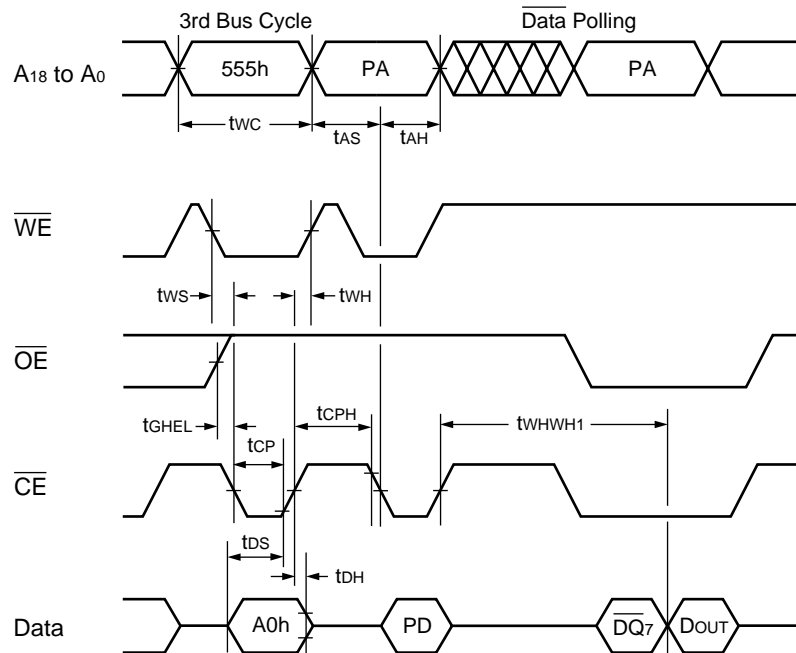 3rd Bus Cycle
Data Polling
A18 to A0
555h
PA
PA
tWC
tAS
tAH
WE
tWS
tWH
OE
tGHEL
tCPH
tCP
tWHWH1
CE
tDS
tDH
Data
A0h
PD
DQ7
DOUT